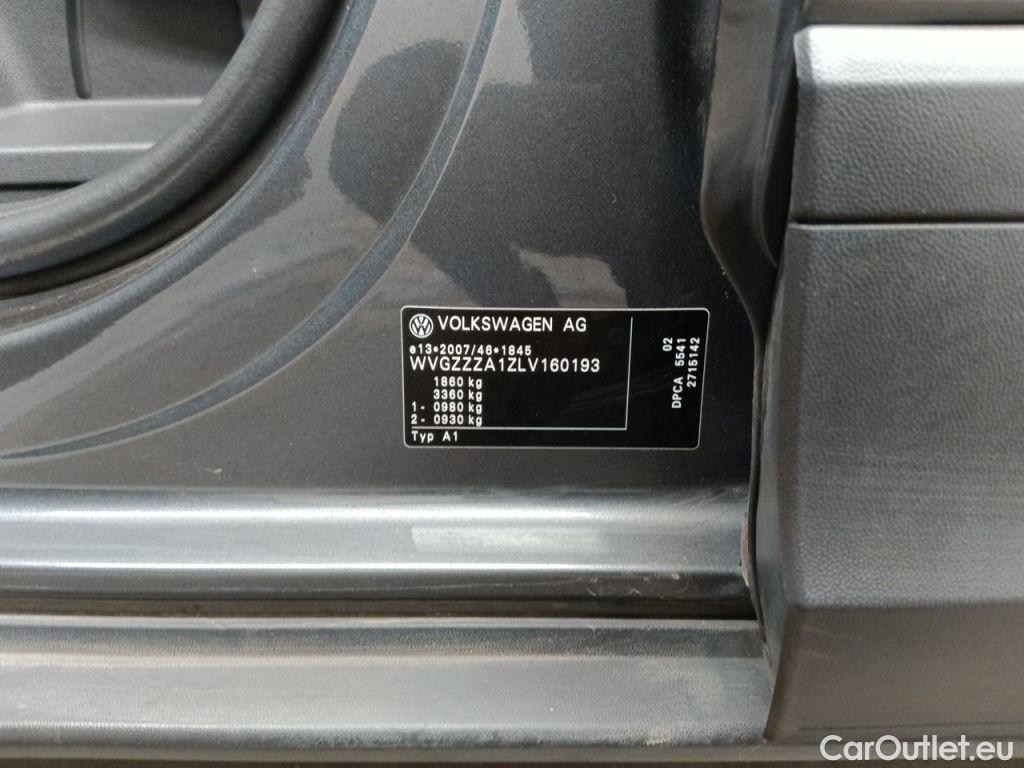 VOLKSWAGEN AG
e13*2007/46*1845
WVGZZZA1ZLV160193
1860 kg
3360 kg
1- 0980 kg
2- 0930 kg
Typ A1
02
DPCA 5541
2715142
CarOutlet.eu